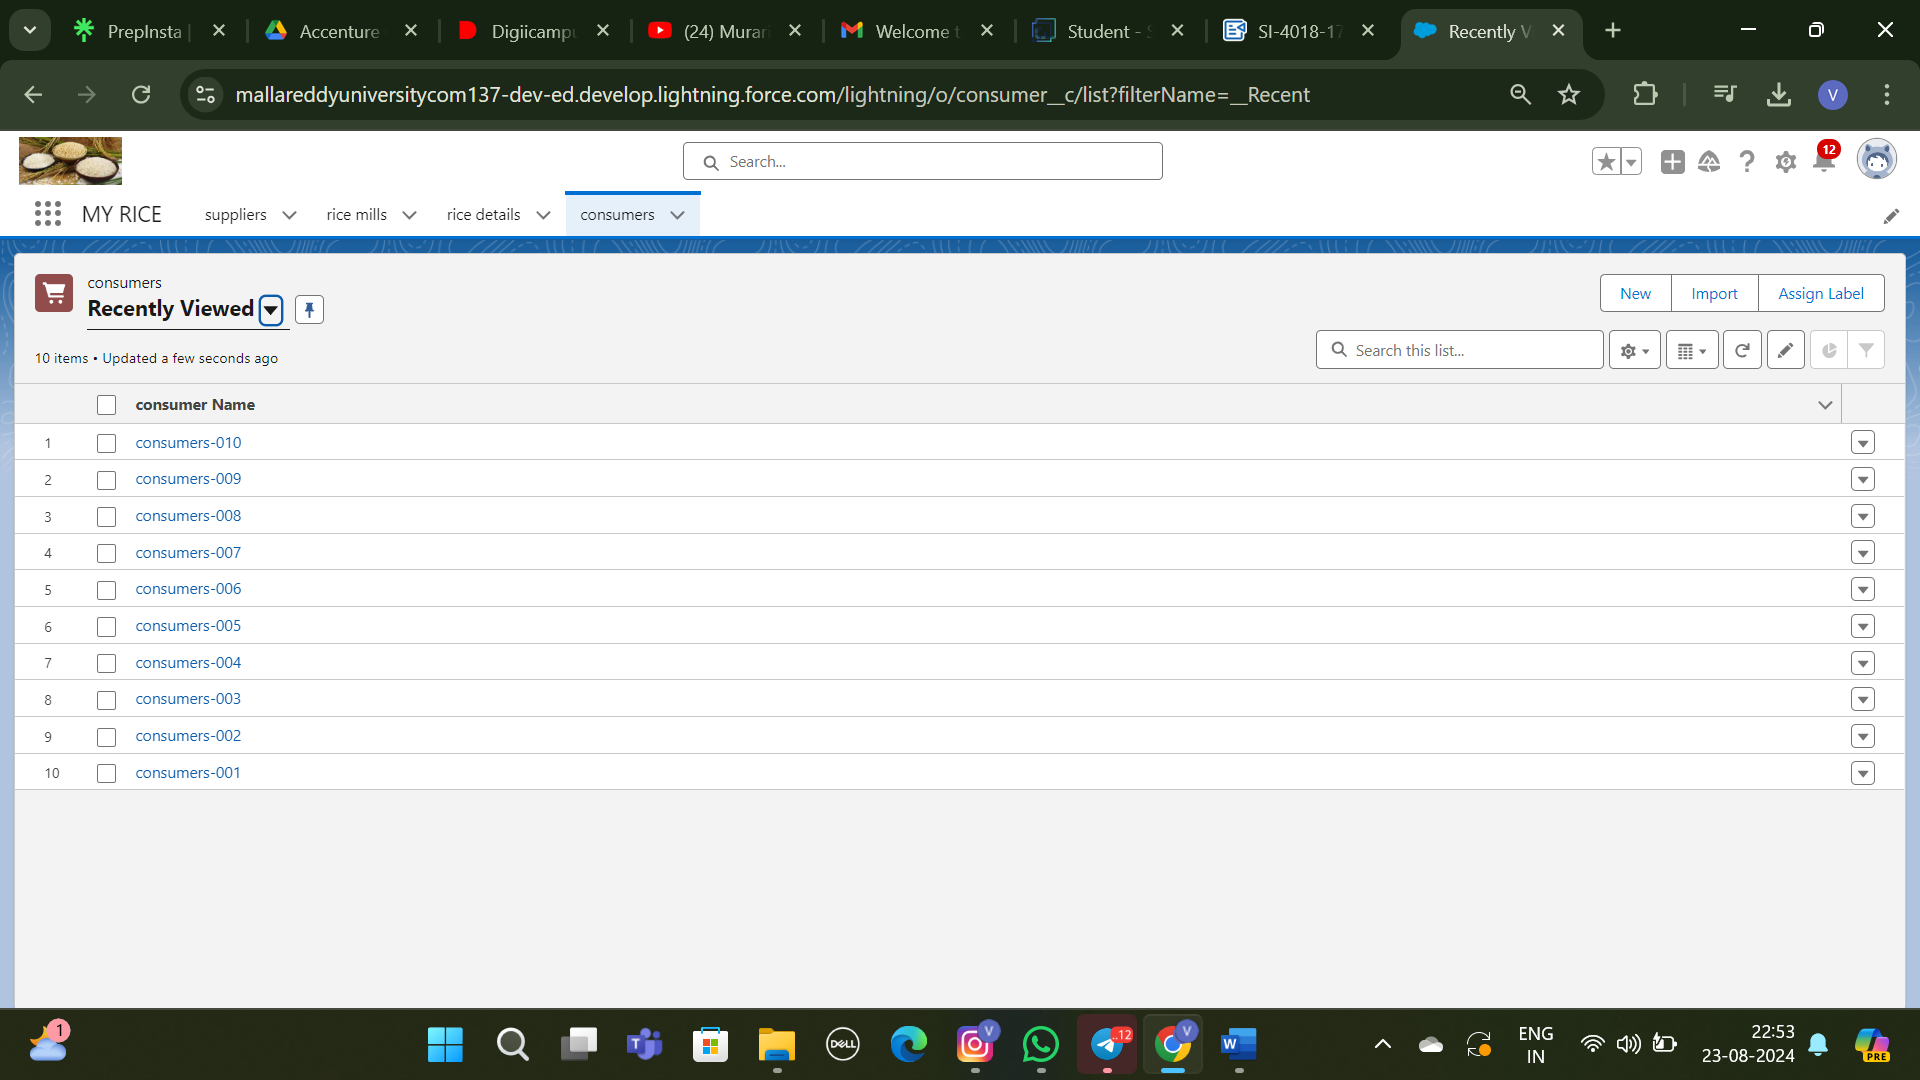 PrepInsta |
Accenture
Digiicampu
(24) Murari
Welcome t
Student - S
SI-4018-17
Recently V
mallareddyuniversitycom137-dev-ed.develop.lightning.force.com/lightning/o/consumer__c/list?filterName=__Recent
V
Search...
12
MY RICE
suppliers
rice mills
rice details
consumers
consumers
Recently Viewed
New
Import
Assign Label
10 items • Updated a few seconds ago
Search this list...
consumer Name
1 consumers-010
2 consumers-009
3 consumers-008
4 consumers-007
5 consumers-006
6 consumers-005
7 consumers-004
8 consumers-003
9 consumers-002
10 consumers-001
1
T
DELL
V
..12
V
W
ENG
IN
22:53
23-08-2024
PRE